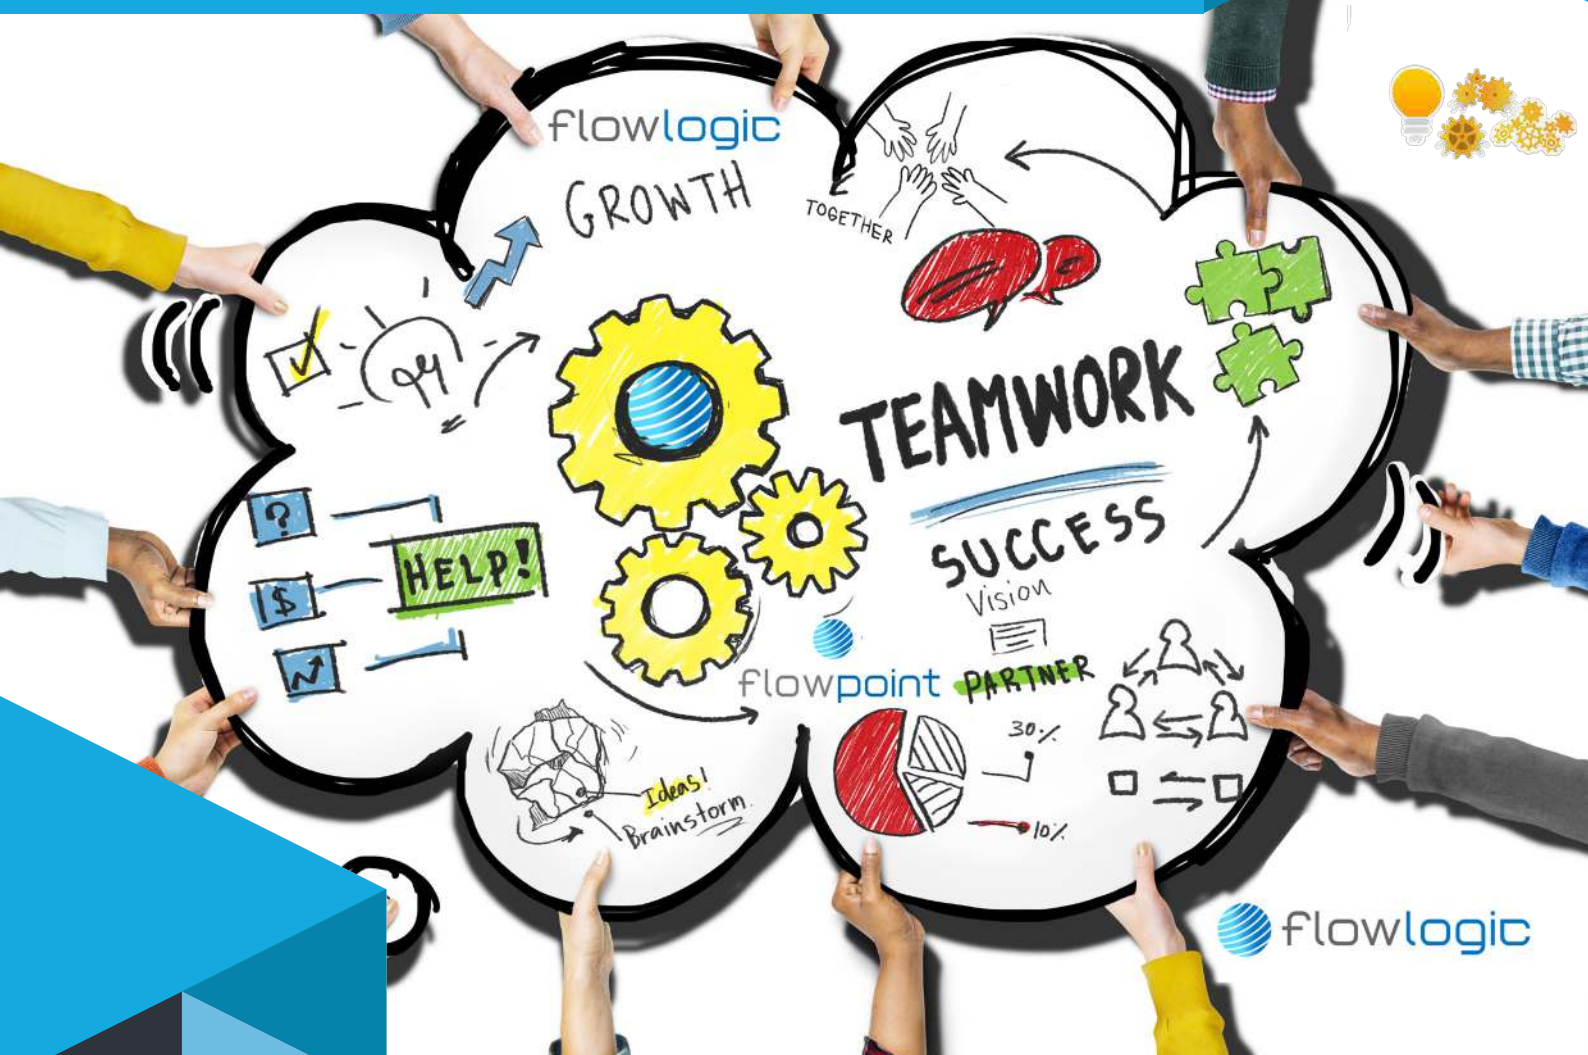 flowlogic
GROWTH
TOGETHER
TEAMWORK
SUCCESS
Vision
?
HELP!
$
flowpoint
PARTNER
30%
Ideas!
Brainstorm.
10%
flowlogic